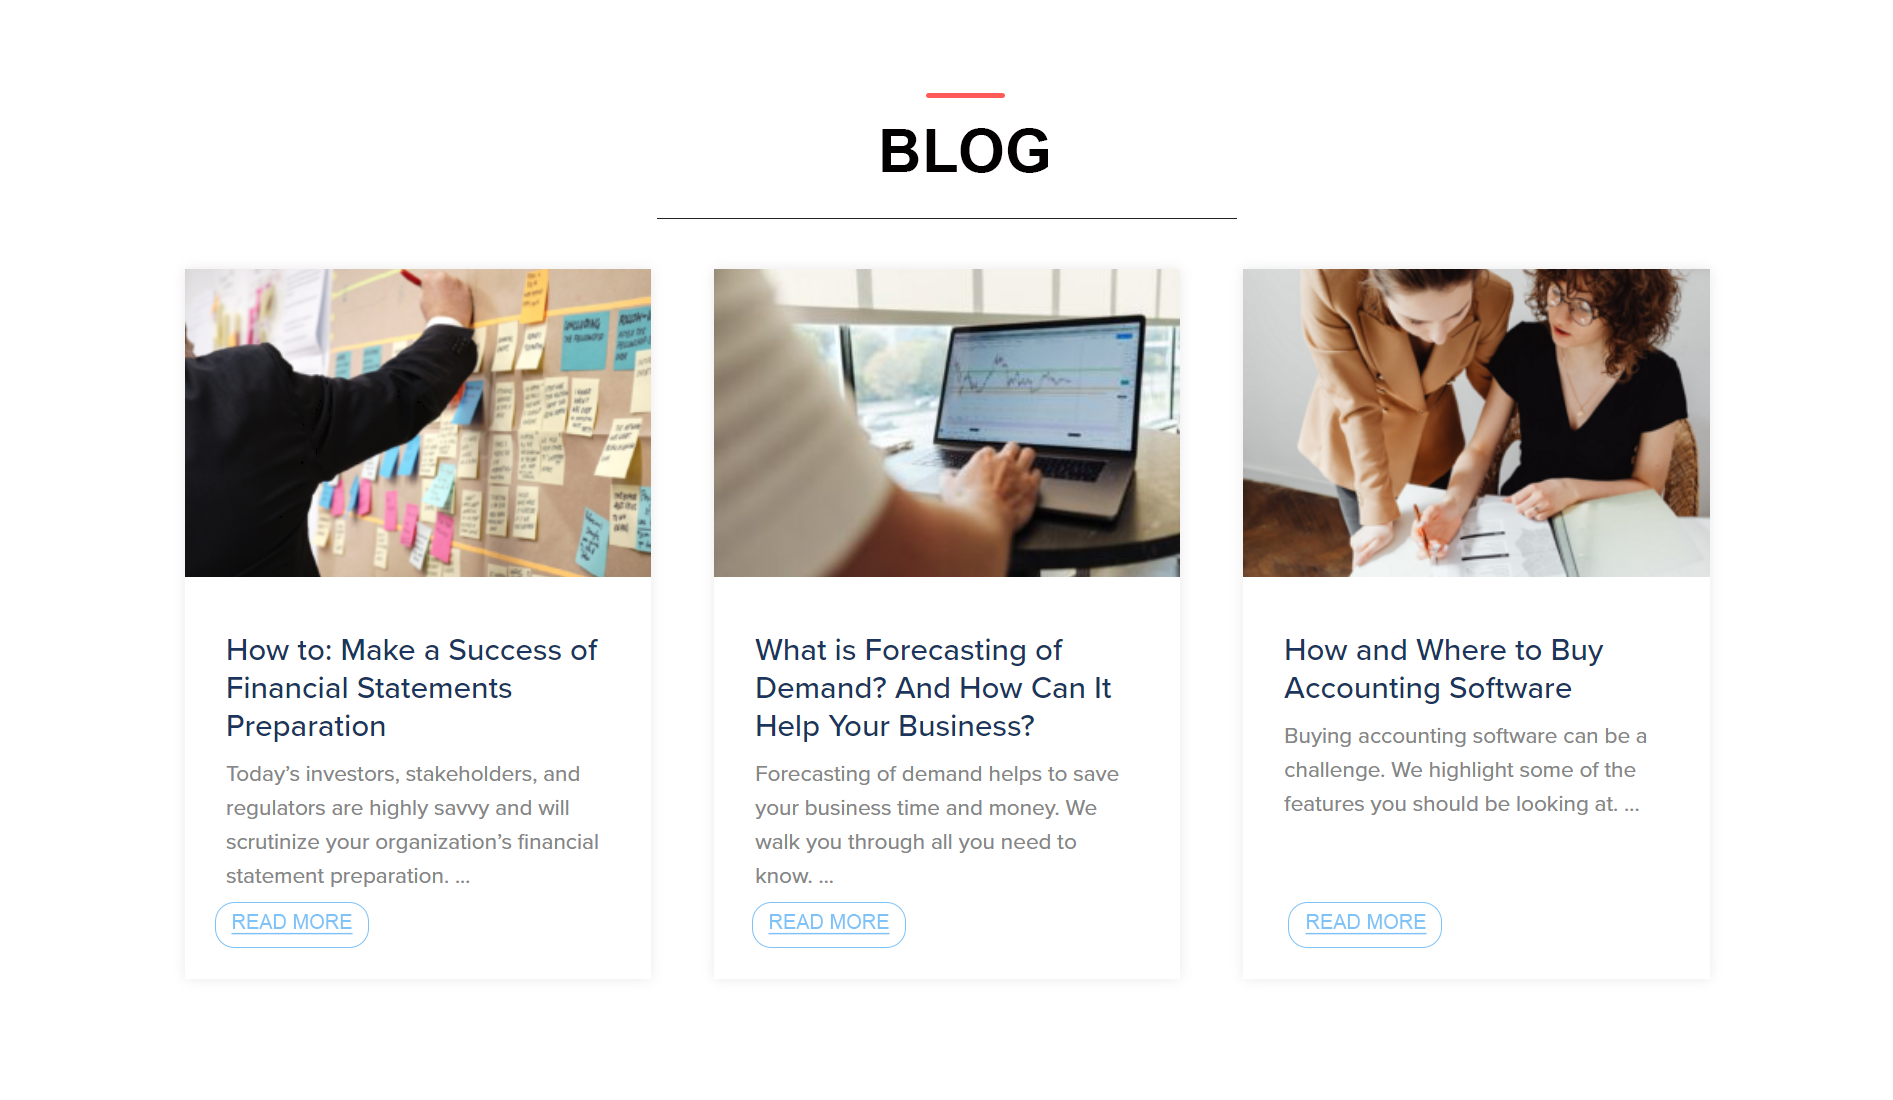 BLOG
How to: Make a Success of
Financial Statements
Preparation
Today’s investors, stakeholders, and
regulators are highly savvy and will
scrutinize your organization’s financial
statement preparation. ...
READ MORE
What is Forecasting of
Demand? And How Can It
Help Your Business?
Forecasting of demand helps to save
your business time and money. We
walk you through all you need to
know. ...
READ MORE
How and Where to Buy
Accounting Software
Buying accounting software can be a
challenge. We highlight some of the
features you should be looking at. ...
READ MORE